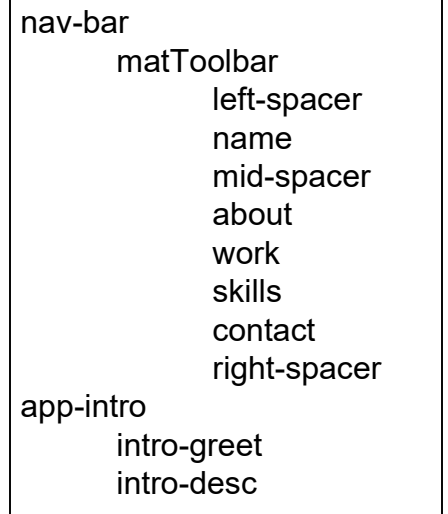 nav-bar
matToolbar
left-spacer
name
mid-spacer
about
work
skills
contact
right-spacer
app-intro
intro-greet
intro-desc